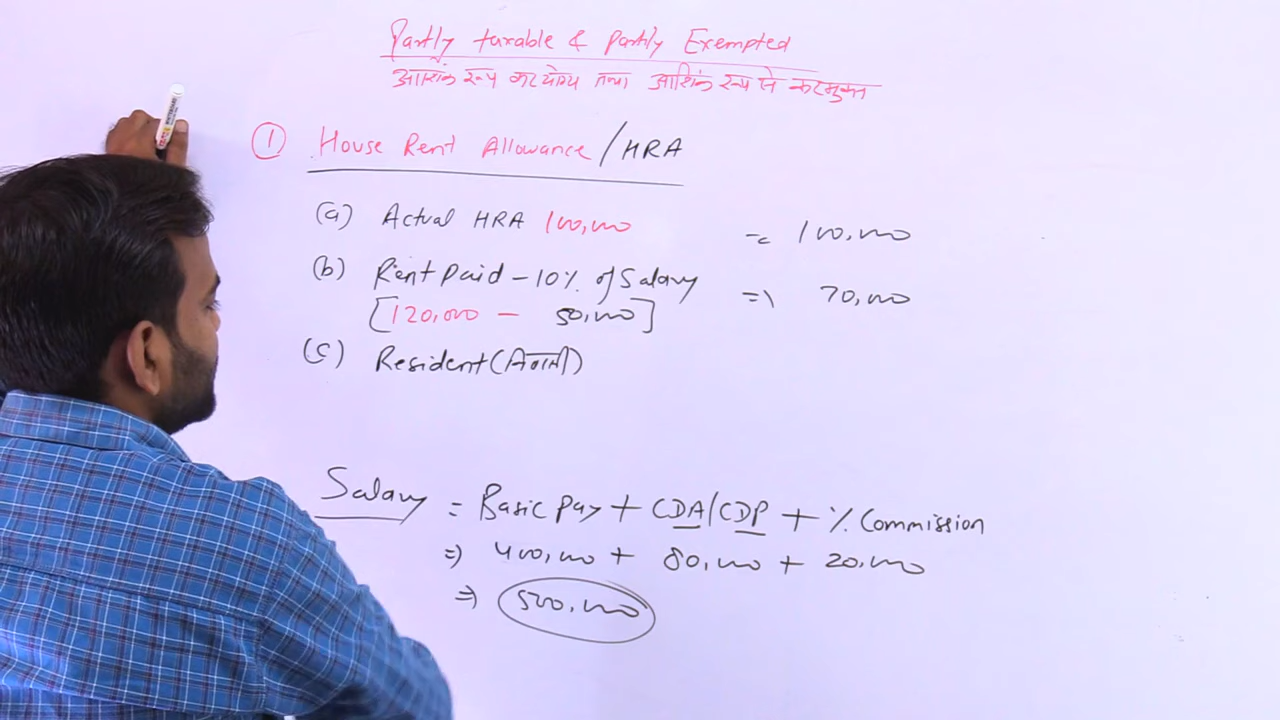 Partly taxable & Partly Exempted
आशिंक रूप करयोग्य तथा आशिंक रूप से करमुक्त
① House Rent Allowance/HRA
(a) Actual HRA 100,000 = 100,000
(b) Rent Paid - 10% of Salary => 70,000
[120,000 - 50,000]
(c) Resident (निवासी)
Salary = Basic Pay + CDA/CDP + % Commission
=> 400,000 + 80,000 + 20,000
=> 500,000